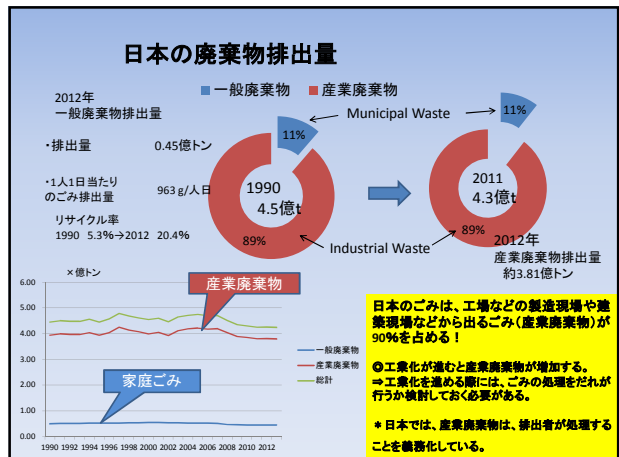 日本の廃棄物排出量
■一般廃棄物 ■産業廃棄物
2012年
一般廃棄物排出量
・排出量 0.45億トン
・1人1日当たり
のごみ排出量 963 g/人日
リサイクル率
1990 5.3%→2012 20.4%
11%
Municipal Waste
11%
1990
4.5億t
2011
4.3億t
89%
Industrial Waste
89%
2012年
産業廃棄物排出量
約3.81億トン
×億トン
6.00
5.00
4.00
3.00
2.00
1.00
0.00
1990 1992 1994 1996 1998 2000 2002 2004 2006 2008 2010 2012
産業廃棄物
家庭ごみ
一般廃棄物
産業廃棄物
総計
日本のごみは、工場などの製造現場や建
築現場などから出るごみ（産業廃棄物）が
90%を占める！
◎工業化が進むと産業廃棄物が増加する。
⇒工業化を進める際には、ごみの処理をだれが
行うか検討しておく必要がある。
＊日本では、産業廃棄物は、排出者が処理する
ことを義務化している。